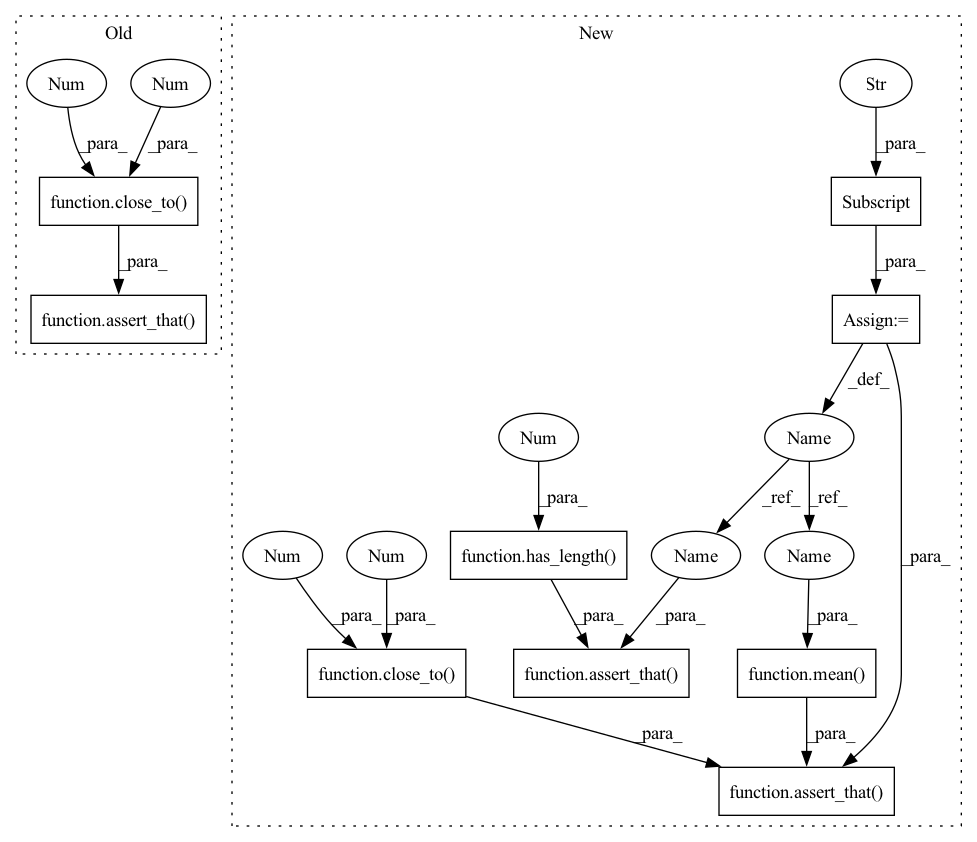 Old
New
Num
Num
Str
_para_
_para_
_para_
function.close_to()
Subscript
_para_
_para_
function.assert_that()
Assign:=
_def_
Num
Name
_para_
_ref_
_ref_
Num
Num
function.has_length()
Name
Name
_para_
_para_
_para_
_para_
_para_
_para_
function.close_to()
function.assert_that()
function.mean()
_para_
_para_
function.assert_that()